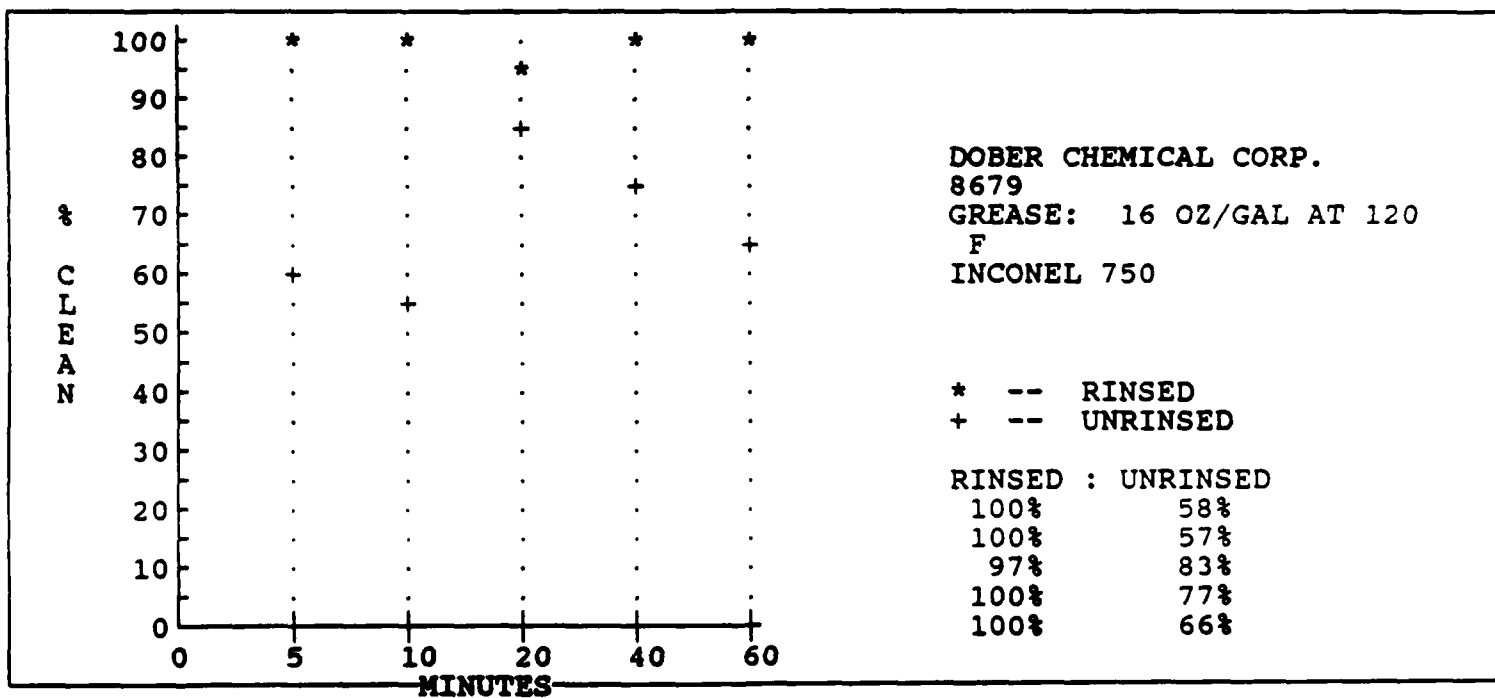 100
90
80
70
60
50
40
30
20
10
0
% CLEAN
0 5 10 20 40 60
MINUTES
DOBER CHEMICAL CORP.
8679
GREASE: 16 OZ/GAL AT 120
F
INCONEL 750
* -- RINSED
+ -- UNRINSED
RINSED : UNRINSED
100% 58%
100% 57%
97% 83%
100% 77%
100% 66%